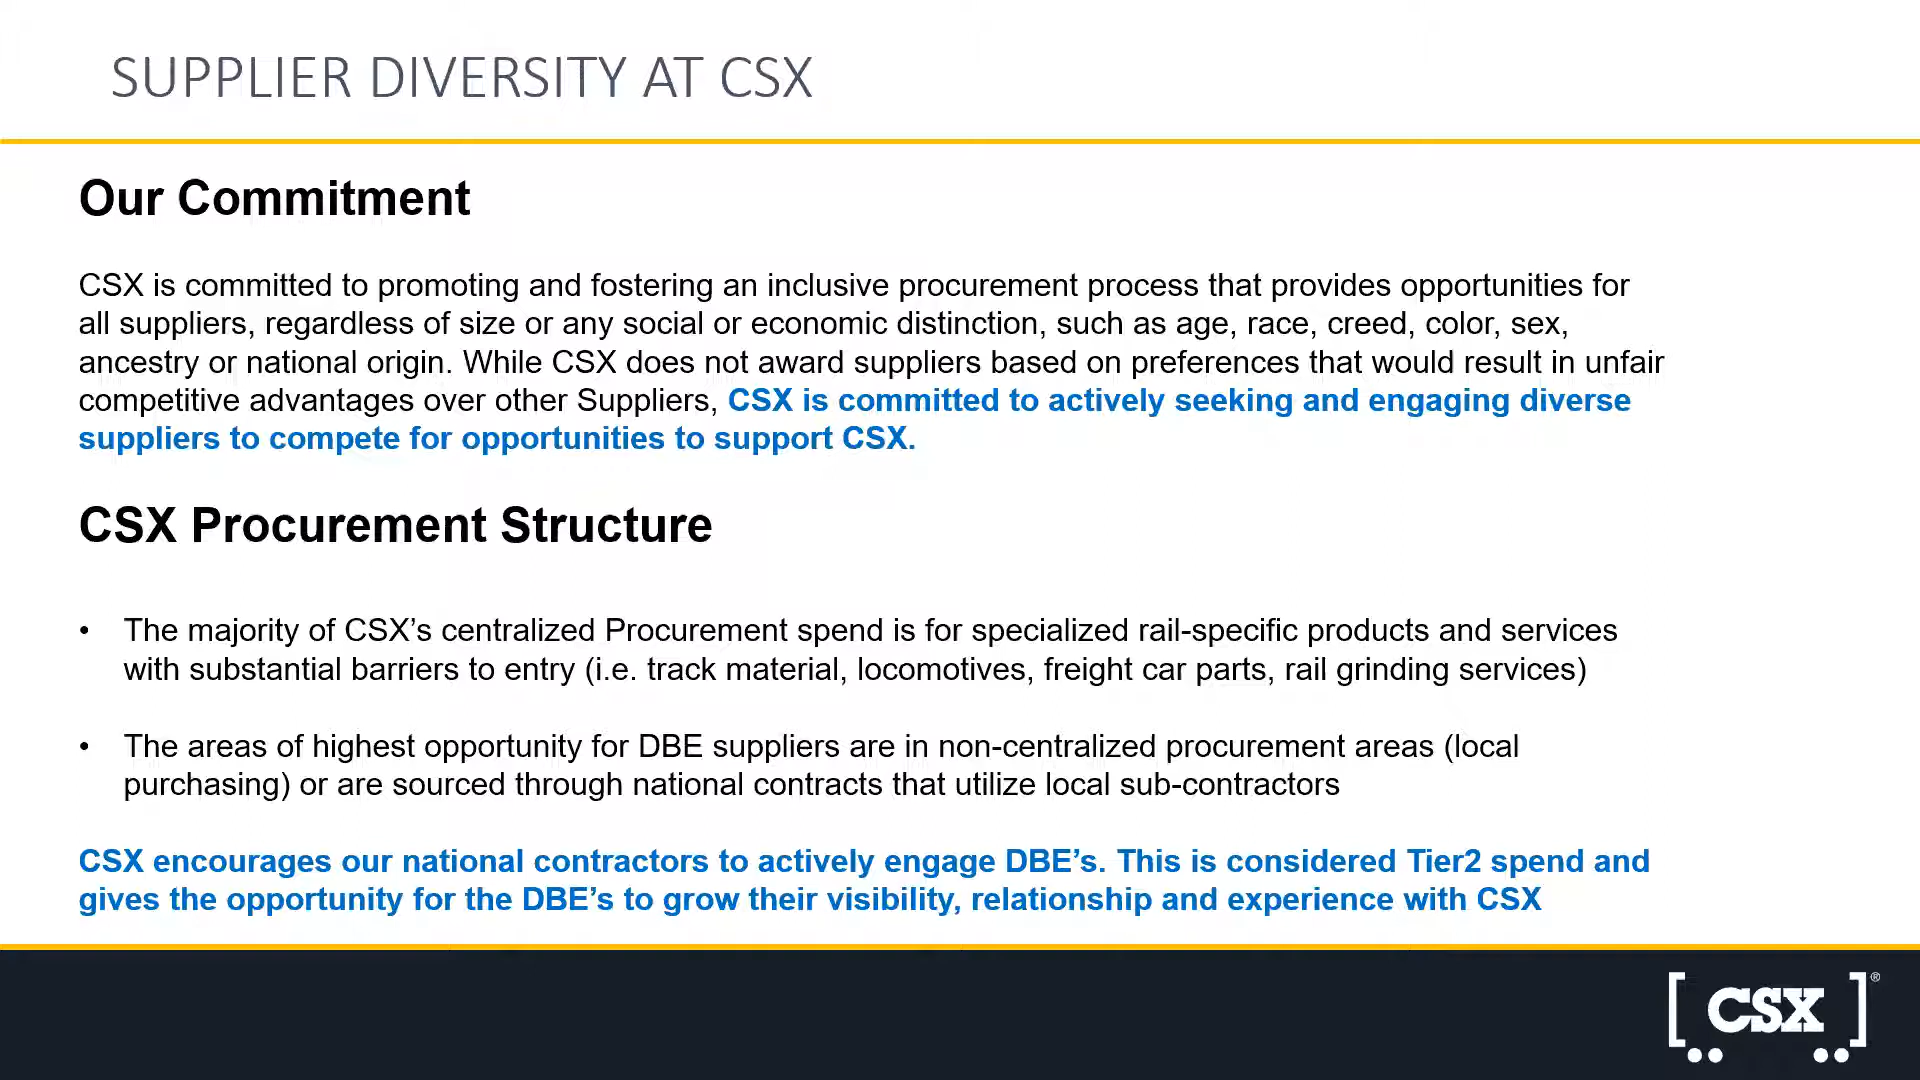 SUPPLIER DIVERSITY AT CSX
Our Commitment
CSX is committed to promoting and fostering an inclusive procurement process that provides opportunities for
all suppliers, regardless of size or any social or economic distinction, such as age, race, creed, color, sex,
ancestry or national origin. While CSX does not award suppliers based on preferences that would result in unfair
competitive advantages over other Suppliers, CSX is committed to actively seeking and engaging diverse
suppliers to compete for opportunities to support CSX.
CSX Procurement Structure
• The majority of CSX’s centralized Procurement spend is for specialized rail-specific products and services
with substantial barriers to entry (i.e. track material, locomotives, freight car parts, rail grinding services)
• The areas of highest opportunity for DBE suppliers are in non-centralized procurement areas (local
purchasing) or are sourced through national contracts that utilize local sub-contractors
CSX encourages our national contractors to actively engage DBE’s. This is considered Tier2 spend and
gives the opportunity for the DBE’s to grow their visibility, relationship and experience with CSX
[CSX]®